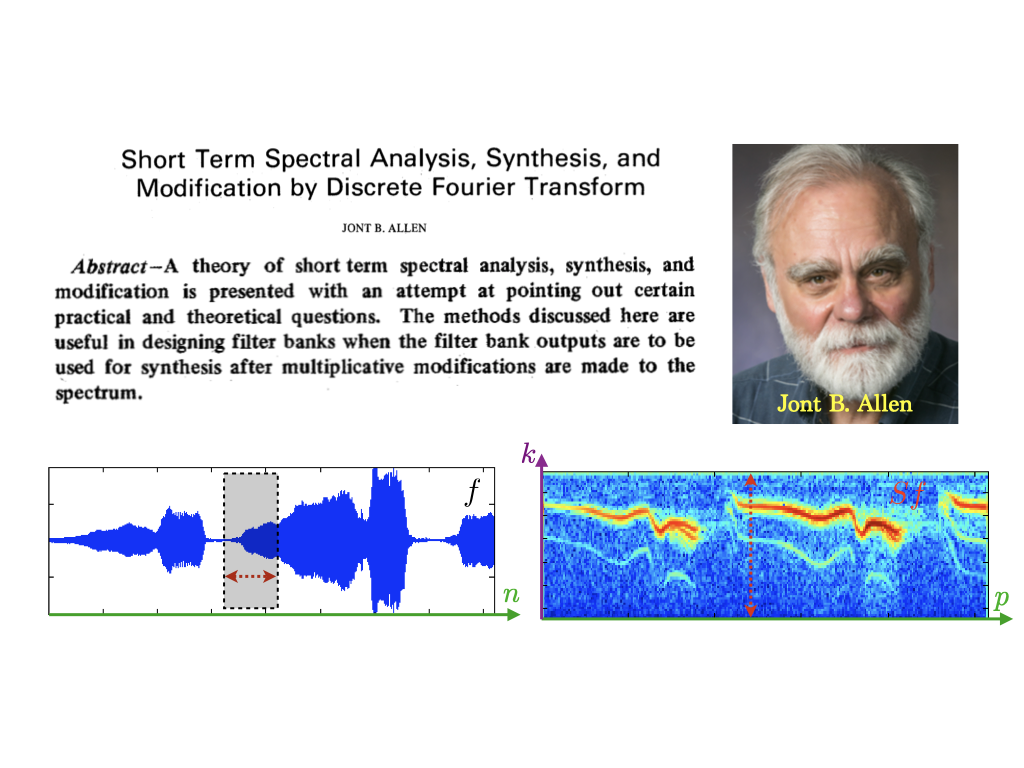 Short Term Spectral Analysis, Synthesis, and
Modification by Discrete Fourier Transform
JONT B. ALLEN
Abstract—A theory of short term spectral analysis, synthesis, and
modification is presented with an attempt at pointing out certain
practical and theoretical questions. The methods discussed here are
useful in designing filter banks when the filter bank outputs are to be
used for synthesis after multiplicative modifications are made to the
spectrum.
Jont B. Allen
f
n
k
Sf
p